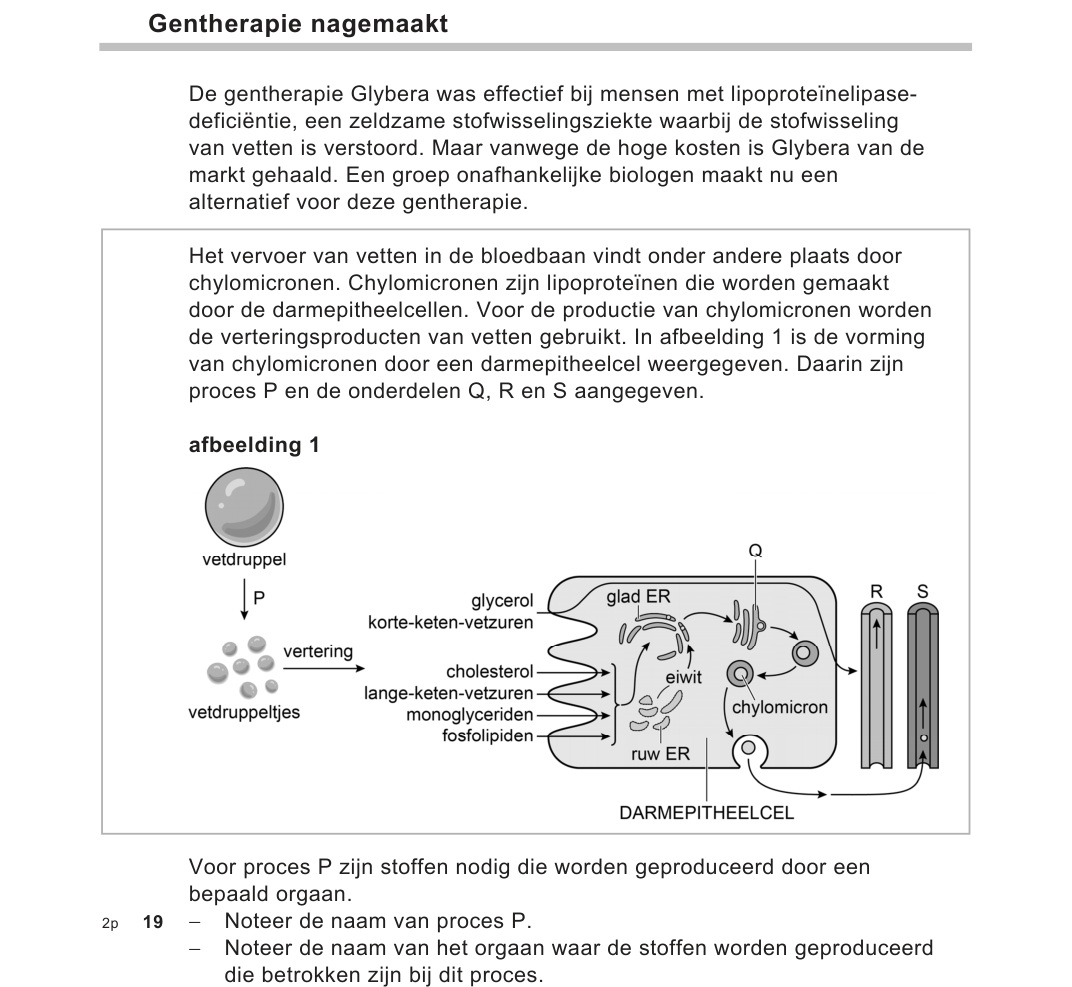 Gentherapie nagemaakt
De gentherapie Glybera was effectief bij mensen met lipoproteïnelipase-
deficiëntie, een zeldzame stofwisselingsziekte waarbij de stofwisseling
van vetten is verstoord. Maar vanwege de hoge kosten is Glybera van de
markt gehaald. Een groep onafhankelijke biologen maakt nu een
alternatief voor deze gentherapie.
Het vervoer van vetten in de bloedbaan vindt onder andere plaats door
chylomicronen. Chylomicronen zijn lipoproteïnen die worden gemaakt
door de darmepitheelcellen. Voor de productie van chylomicronen worden
de verteringsproducten van vetten gebruikt. In afbeelding 1 is de vorming
van chylomicronen door een darmepitheelcel weergegeven. Daarin zijn
proces P en de onderdelen Q, R en S aangegeven.
afbeelding 1
vetdruppel
P
vetdruppeltjes
vertering
glycerol
korte-keten-vetzuren
cholesterol
lange-keten-vetzuren
monoglyceriden
fosfolipiden
glad ER
eiwit
ruw ER
Q
chylomicron
DARMEPITHEELCEL
R
S
Voor proces P zijn stoffen nodig die worden geproduceerd door een
bepaald orgaan.
2p 19 – Noteer de naam van proces P.
– Noteer de naam van het orgaan waar de stoffen worden geproduceerd
die betrokken zijn bij dit proces.